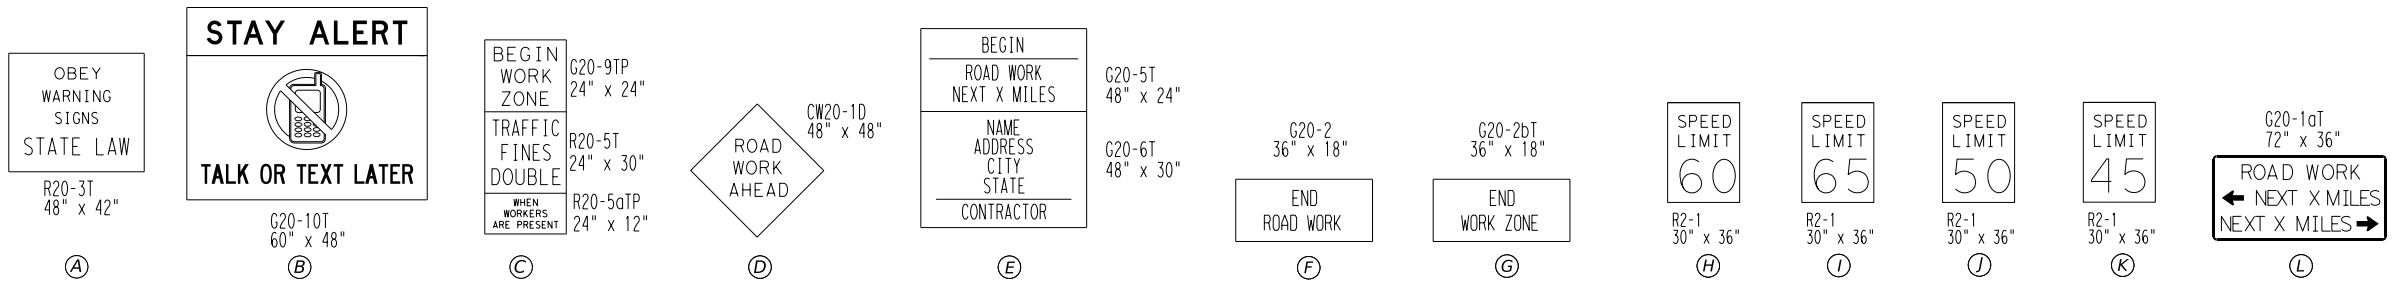 OBEY
WARNING
SIGNS
STATE LAW
R20-3T
48" x 42"
A
STAY ALERT
TALK OR TEXT LATER
G20-10T
60" x 48"
B
BEGIN
WORK
ZONE
G20-9TP
24" x 24"
TRAFFIC
FINES
DOUBLE
R20-5T
24" x 30"
WHEN
WORKERS
ARE PRESENT
R20-5aTP
24" x 12"
C
ROAD
WORK
AHEAD
CW20-1D
48" x 48"
D
BEGIN
ROAD WORK
NEXT X MILES
G20-5T
48" x 24"
NAME
ADDRESS
CITY
STATE
CONTRACTOR
G20-6T
48" x 30"
E
G20-2
36" x 18"
END
ROAD WORK
F
G20-2bT
36" x 18"
END
WORK ZONE
G
SPEED
LIMIT
60
R2-1
30" x 36"
H
SPEED
LIMIT
65
R2-1
30" x 36"
I
SPEED
LIMIT
50
R2-1
30" x 36"
J
SPEED
LIMIT
45
R2-1
30" x 36"
K
G20-1aT
72" x 36"
ROAD WORK
← NEXT X MILES
NEXT X MILES →
L